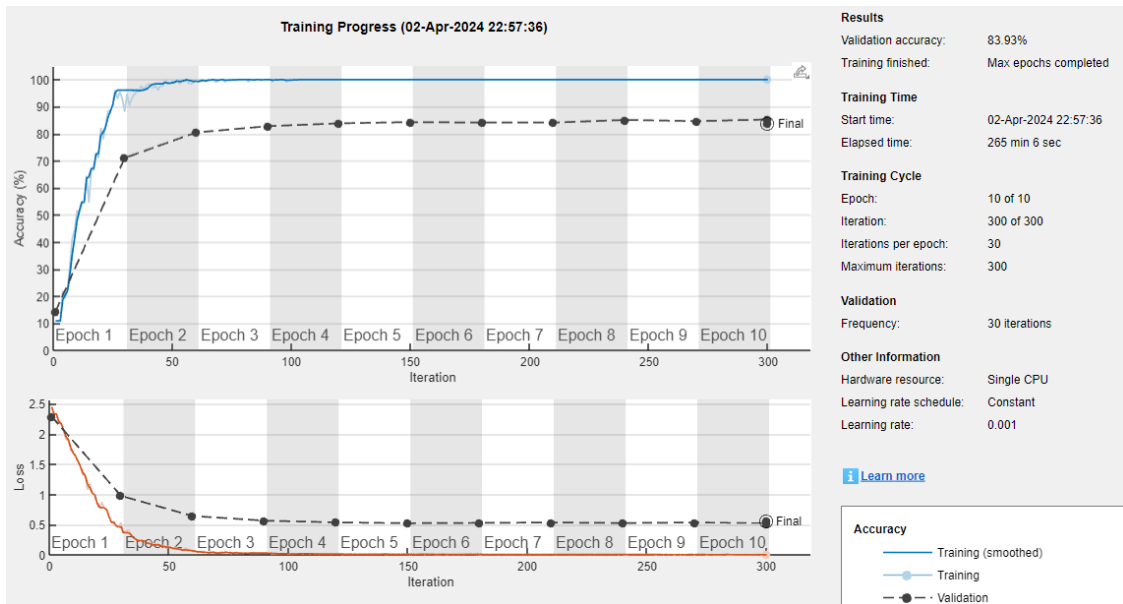 Training Progress (02-Apr-2024 22:57:36)
Accuracy (%)
100
90
80
70
60
50
40
30
20
10
0
Final
Epoch 1 Epoch 2 Epoch 3 Epoch 4 Epoch 5 Epoch 6 Epoch 7 Epoch 8 Epoch 9 Epoch 10
0 50 100 150 200 250 300
Iteration
Loss
2.5
2
1.5
1
0.5
0
Final
Epoch 1 Epoch 2 Epoch 3 Epoch 4 Epoch 5 Epoch 6 Epoch 7 Epoch 8 Epoch 9 Epoch 10
0 50 100 150 200 250 300
Iteration
Results
Validation accuracy: 83.93%
Training finished: Max epochs completed
Training Time
Start time: 02-Apr-2024 22:57:36
Elapsed time: 265 min 6 sec
Training Cycle
Epoch: 10 of 10
Iteration: 300 of 300
Iterations per epoch: 30
Maximum iterations: 300
Validation
Frequency: 30 iterations
Other Information
Hardware resource: Single CPU
Learning rate schedule: Constant
Learning rate: 0.001
i Learn more
Accuracy
Training (smoothed)
Training
Validation